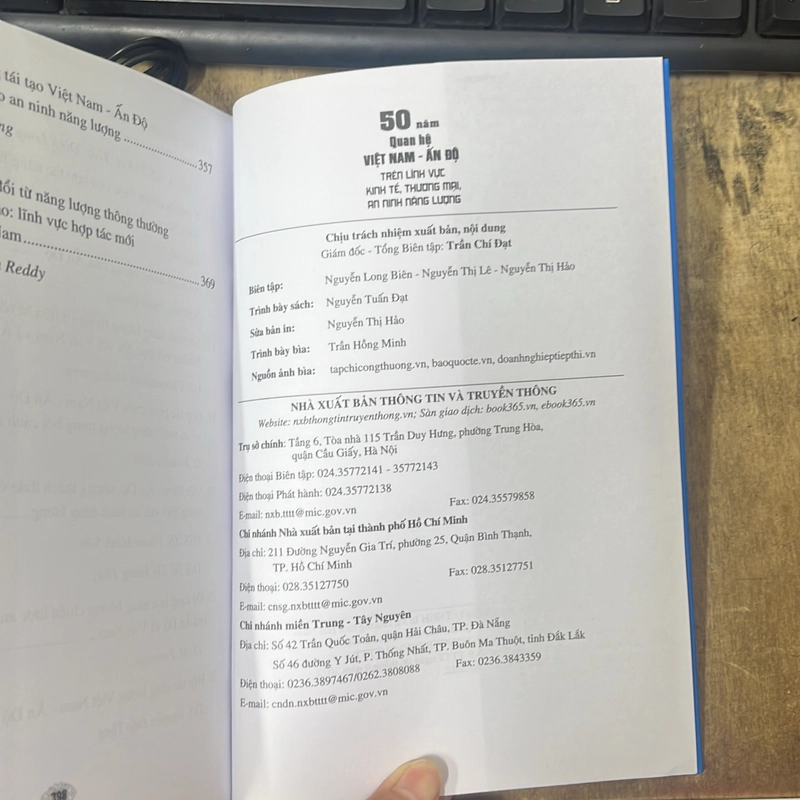 tái tạo Việt Nam - Ấn Độ
an ninh năng lượng ... 357
đổi từ năng lượng thông thường
lĩnh vực hợp tác mới
... 369
Reddy
398
50 năm
Quan hệ
VIỆT NAM - ẤN ĐỘ
TRÊN LĨNH VỰC
KINH TẾ, THƯƠNG MẠI,
AN NINH NĂNG LƯỢNG
Chịu trách nhiệm xuất bản, nội dung
Giám đốc - Tổng Biên tập: Trần Chí Đạt
Biên tập: Nguyễn Long Biên - Nguyễn Thị Lê - Nguyễn Thị Hảo
Trình bày sách: Nguyễn Tuấn Đạt
Sửa bản in: Nguyễn Thị Hảo
Trình bày bìa: Trần Hồng Minh
Nguồn ảnh bìa: tapchicongthuong.vn, baoquocte.vn, doanhnghieptiepthi.vn
NHÀ XUẤT BẢN THÔNG TIN VÀ TRUYỀN THÔNG
Website: nxbthongtintruyenthong.vn; Sàn giao dịch: book365.vn, ebook365.vn
Trụ sở chính: Tầng 6, Tòa nhà 115 Trần Duy Hưng, phường Trung Hòa,
quận Cầu Giấy, Hà Nội
Điện thoại Biên tập: 024.35772141 - 35772143
Điện thoại Phát hành: 024.35772138
E-mail: nxb.tttt@mic.gov.vn Fax: 024.35579858
Chi nhánh Nhà xuất bản tại thành phố Hồ Chí Minh
Địa chỉ: 211 Đường Nguyễn Gia Trí, phường 25, Quận Bình Thạnh,
TP. Hồ Chí Minh
Điện thoại: 028.35127750 Fax: 028.35127751
E-mail: cnsg.nxbtttt@mic.gov.vn
Chi nhánh miền Trung - Tây Nguyên
Địa chỉ: Số 42 Trần Quốc Toản, quận Hải Châu, TP. Đà Nẵng
Số 46 đường Y Jút, P. Thống Nhất, TP. Buôn Ma Thuột, tỉnh Đắk Lắk
Điện thoại: 0236.3897467/0262.3808088 Fax: 0236.3843359
E-mail: cndn.nxbtttt@mic.gov.vn